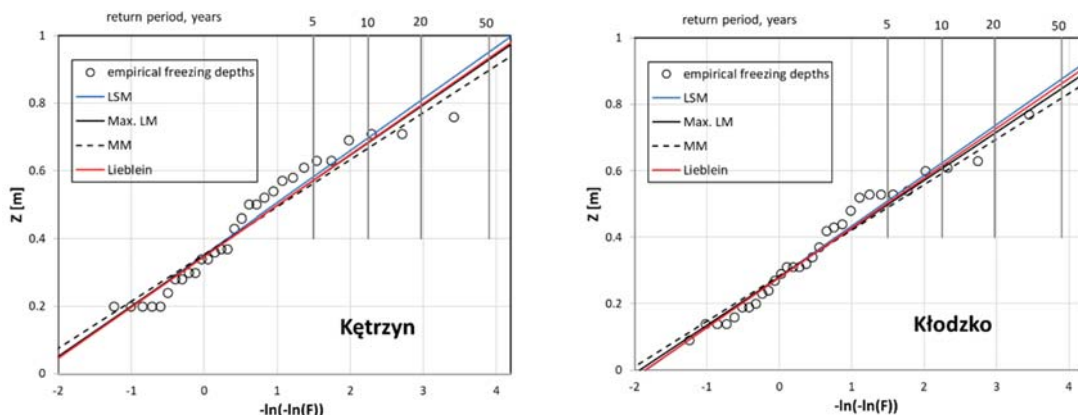 return period, years 5 10 20 50
1
0.8
0.6
0.4
0.2
0
Z [m]
empirical freezing depths
LSM
Max. LM
MM
Lieblein
Kętrzyn
-2 -1 0 1 2 3 4
-ln(-ln(F))
return period, years 5 10 20 50
1
0.8
0.6
0.4
0.2
0
Z [m]
empirical freezing depths
LSM
Max. LM
MM
Lieblein
Kłodzko
-2 -1 0 1 2 3 4
-ln(-ln(F))